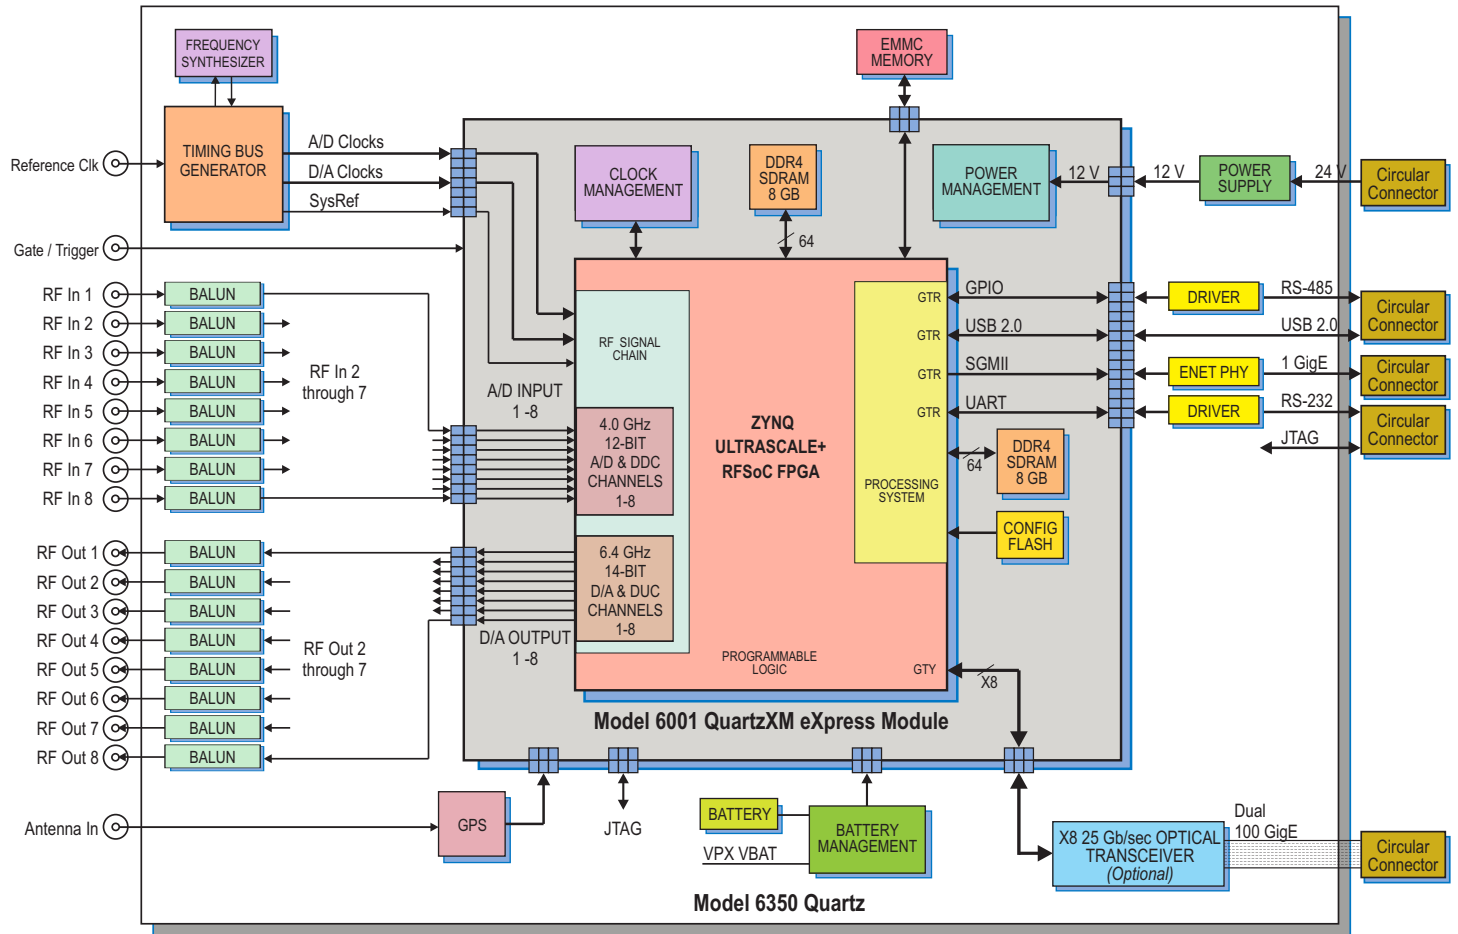 FREQUENCY
SYNTHESIZER
EMMC
MEMORY
Reference Clk
TIMING BUS
GENERATOR
A/D Clocks
D/A Clocks
SysRef
CLOCK
MANAGEMENT
DDR4
SDRAM
8 GB
64
POWER
MANAGEMENT
12 V
12 V
POWER
SUPPLY
24 V
Circular
Connector
Gate / Trigger
RF In 1
BALUN
RF In 2
BALUN
RF In 3
BALUN
RF In 4
BALUN
RF In 5
BALUN
RF In 6
BALUN
RF In 7
BALUN
RF In 8
BALUN
RF In 2
through 7
A/D INPUT
1 -8
RF SIGNAL
CHAIN
4.0 GHz
12-BIT
A/D & DDC
CHANNELS
1-8
ZYNQ
ULTRASCALE+
RFSoC FPGA
PROCESSING
SYSTEM
GTR
GPIO
DRIVER
RS-485
GTR
USB 2.0
USB 2.0
Circular
Connector
GTR
SGMII
ENET PHY
1 GigE
Circular
Connector
GTR
UART
DRIVER
RS-232
JTAG
Circular
Connector
64
DDR4
SDRAM
8 GB
CONFIG
FLASH
RF Out 1
BALUN
RF Out 2
BALUN
RF Out 3
BALUN
RF Out 4
BALUN
RF Out 5
BALUN
RF Out 6
BALUN
RF Out 7
BALUN
RF Out 8
BALUN
RF Out 2
through 7
6.4 GHz
14-BIT
D/A & DUC
CHANNELS
1-8
D/A OUTPUT
1 -8
PROGRAMMABLE
LOGIC
GTY
X8
Model 6001 QuartzXM eXpress Module
Antenna In
GPS
JTAG
BATTERY
VPX VBAT
BATTERY
MANAGEMENT
X8 25 Gb/sec OPTICAL
TRANSCEIVER
(Optional)
Dual
100 GigE
Circular
Connector
Model 6350 Quartz